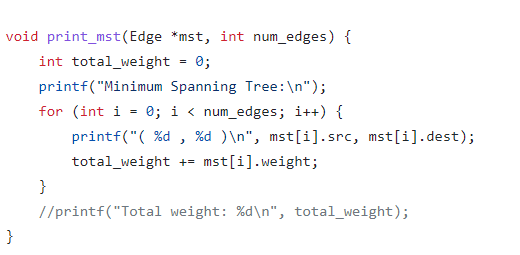 void print_mst(Edge *mst, int num_edges) {
    int total_weight = 0;
    printf("Minimum Spanning Tree:\n");
    for (int i = 0; i < num_edges; i++) {
        printf("( %d , %d )\n", mst[i].src, mst[i].dest);
        total_weight += mst[i].weight;
    }
    //printf("Total weight: %d\n", total_weight);
}